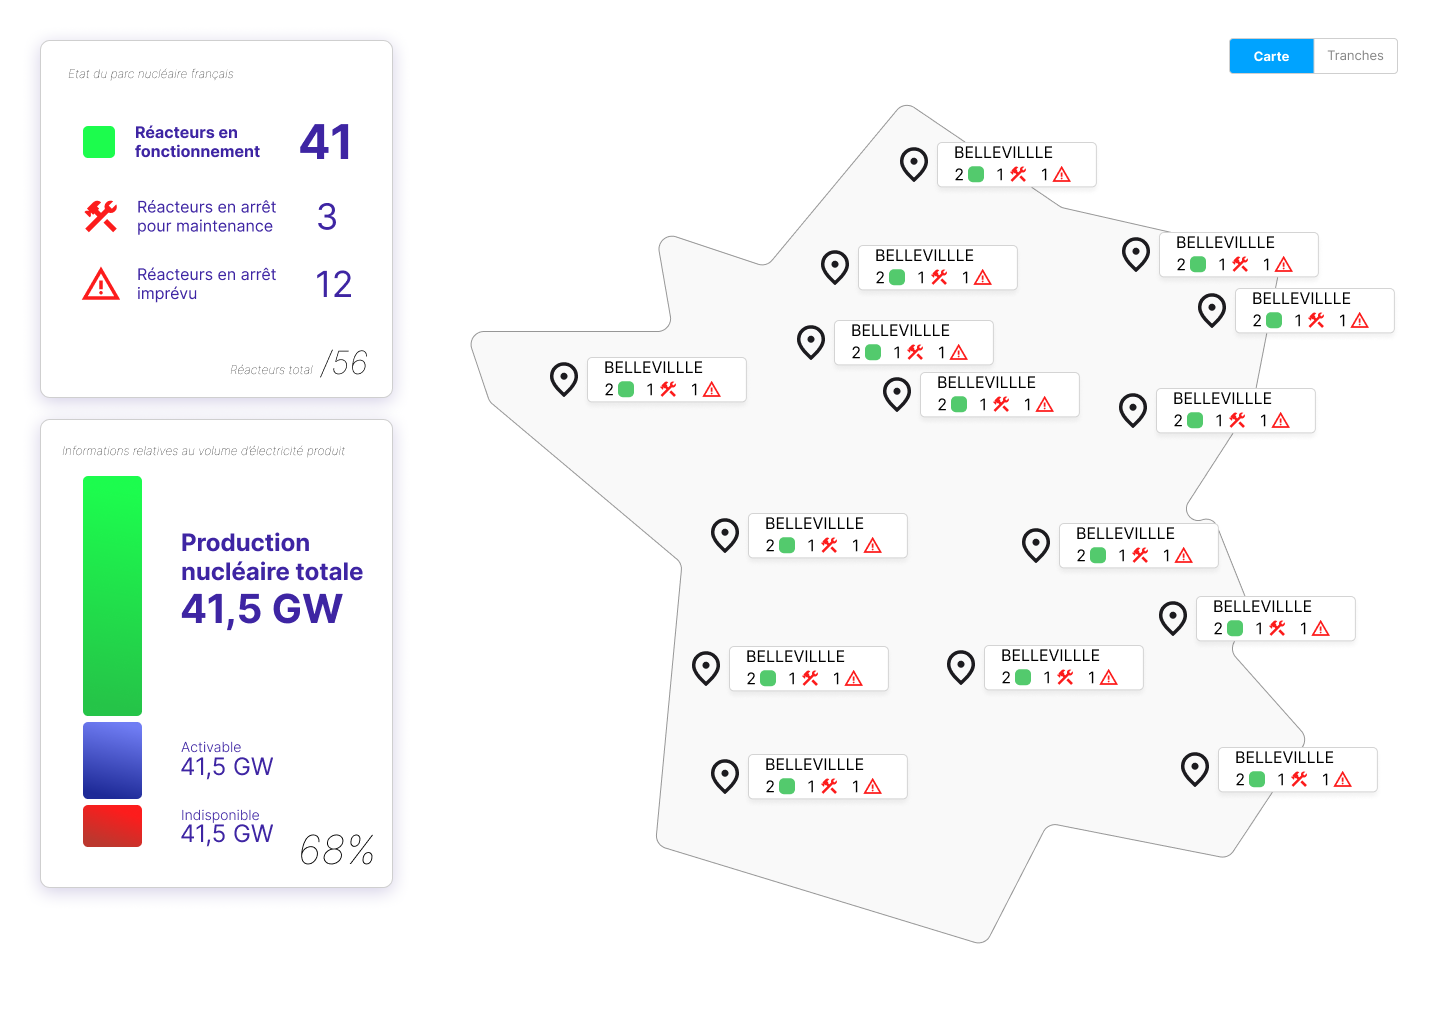 Etat du parc nucléaire français
Réacteurs en
fonctionnement
41
Réacteurs en arrêt
pour maintenance
3
Réacteurs en arrêt
imprévu
12
Réacteurs total /56
Informations relatives au volume d'électricité produit
Production
nucléaire totale
41,5 GW
Activable
41,5 GW
Indisponible
41,5 GW
68%
Carte Tranches
BELLEVILLLE
2 1 1
BELLEVILLLE
2 1 1
BELLEVILLLE
2 1 1
BELLEVILLLE
2 1 1
BELLEVILLLE
2 1 1
BELLEVILLLE
2 1 1
BELLEVILLLE
2 1 1
BELLEVILLLE
2 1 1
BELLEVILLLE
2 1 1
BELLEVILLLE
2 1 1
BELLEVILLLE
2 1 1
BELLEVILLLE
2 1 1
BELLEVILLLE
2 1 1
BELLEVILLLE
2 1 1
BELLEVILLLE
2 1 1